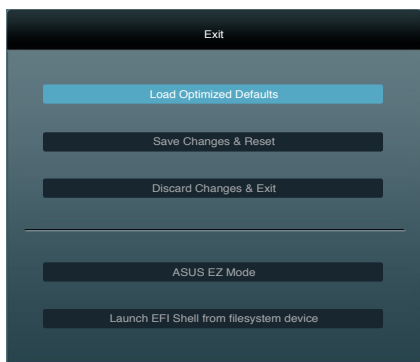 Exit
Load Optimized Defaults
Save Changes & Reset
Discard Changes & Exit
ASUS EZ Mode
Launch EFI Shell from filesystem device